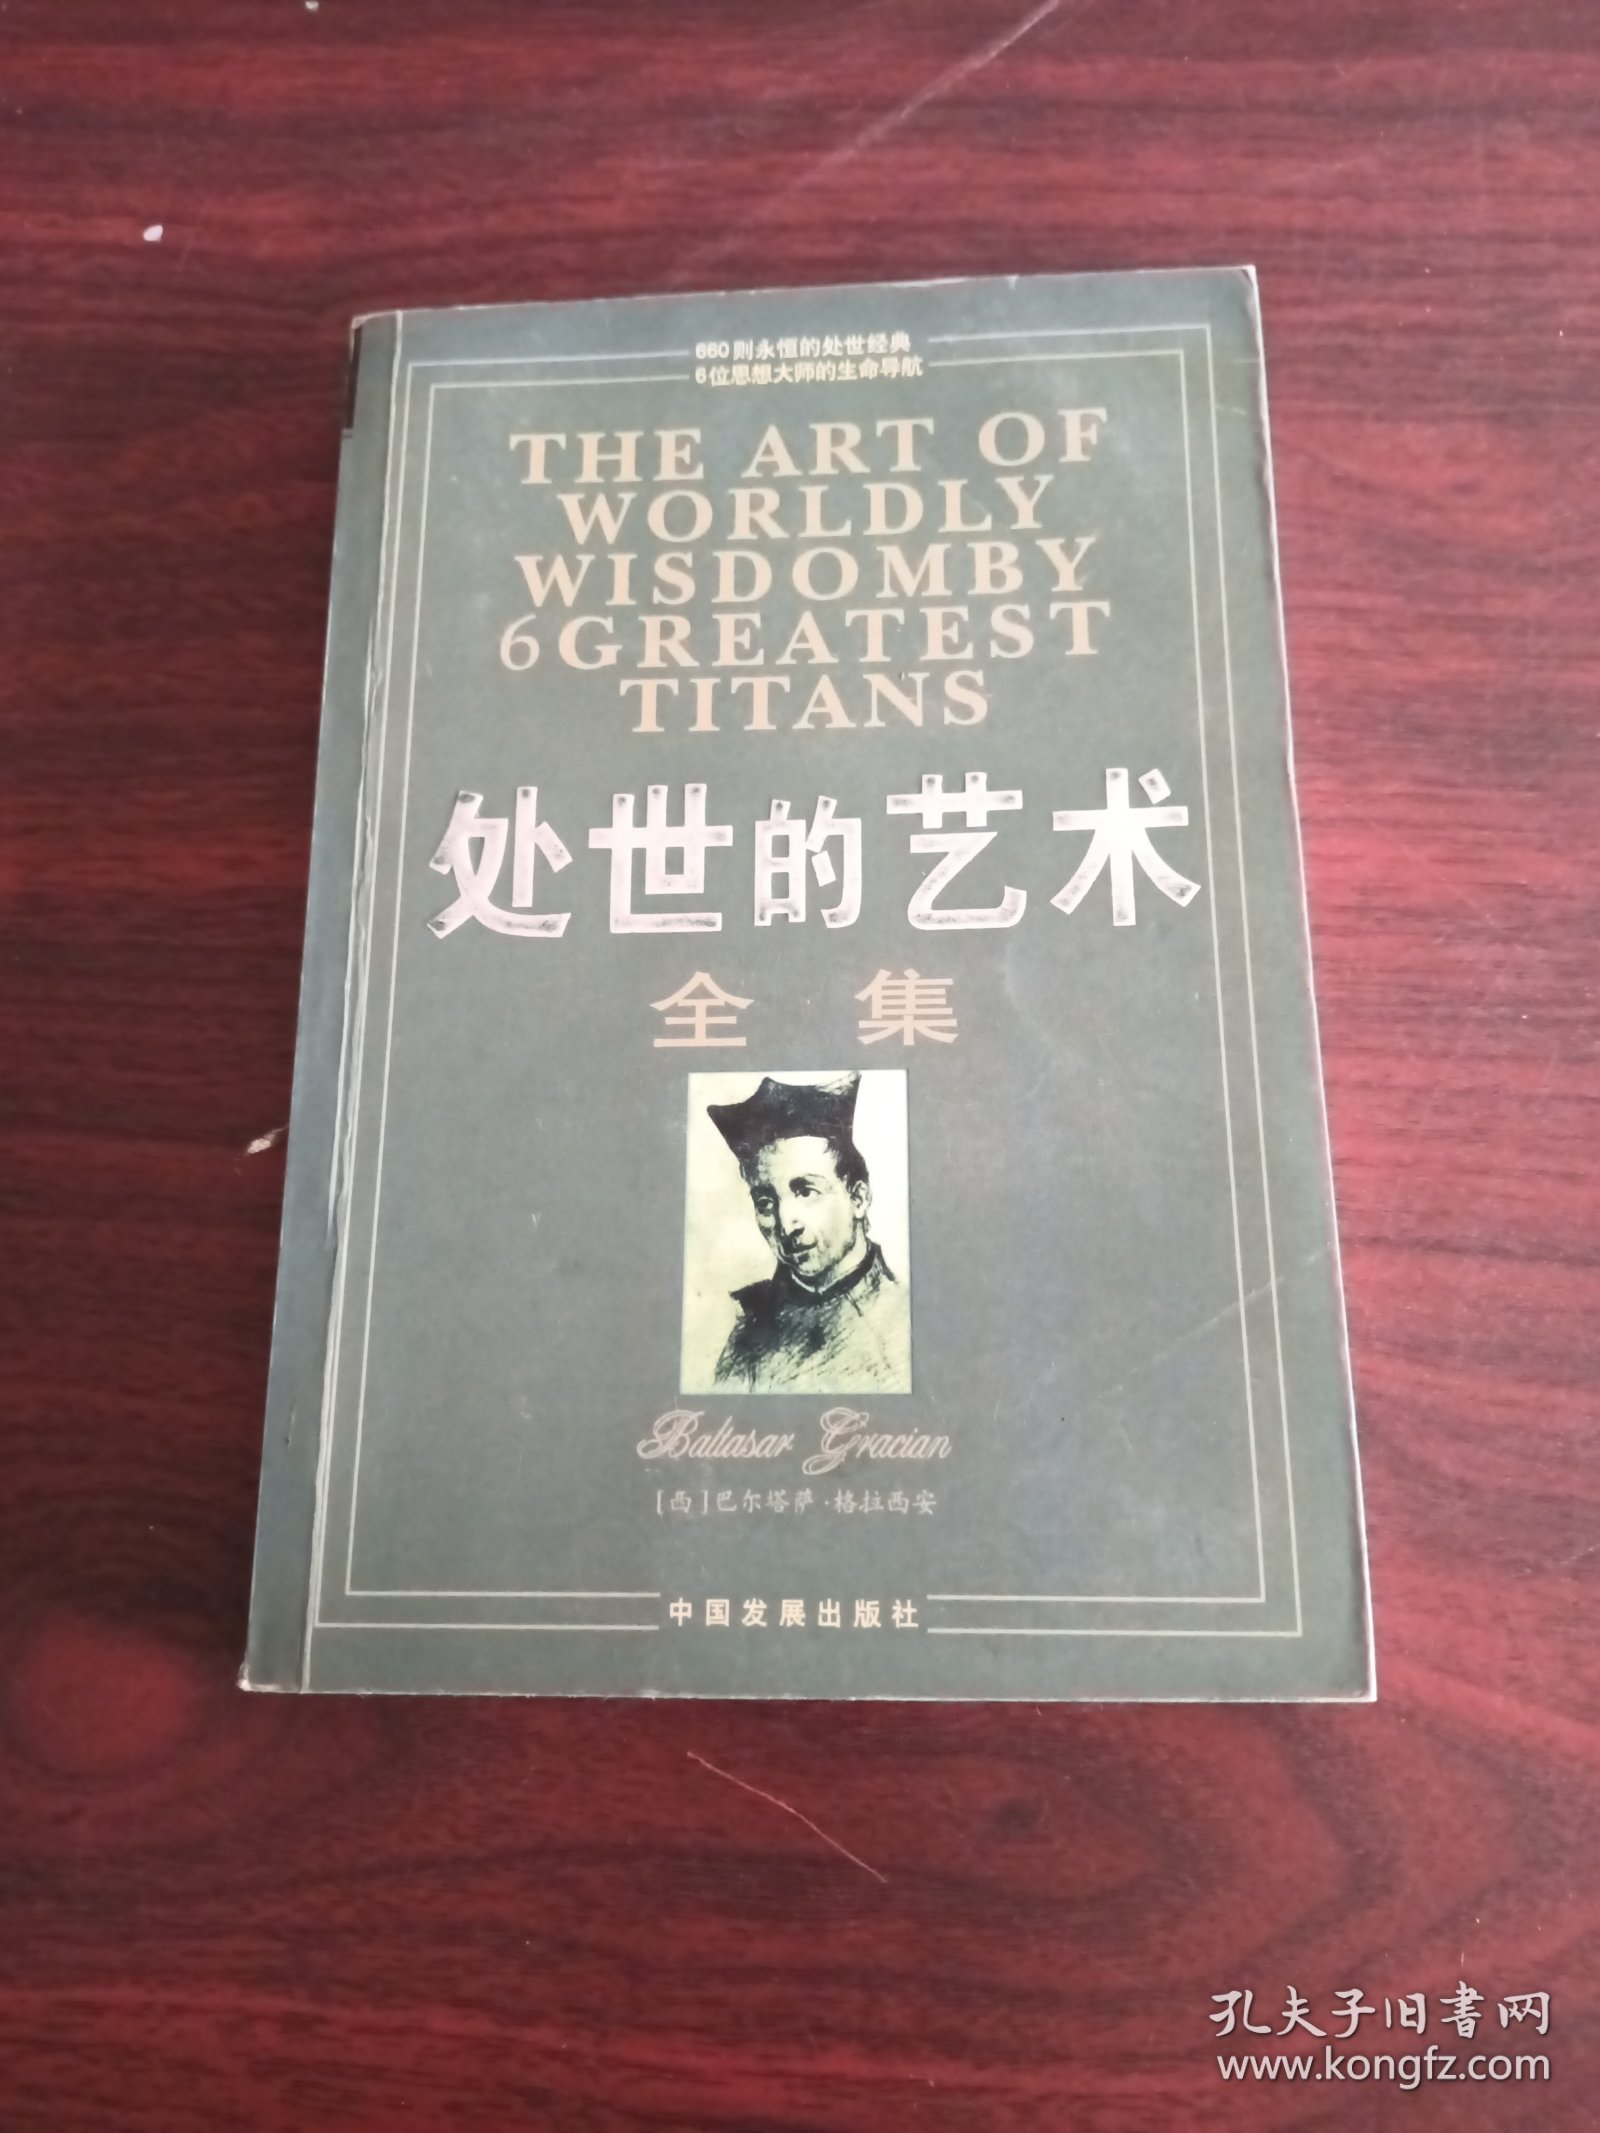 660则永恒的处世经典
6位思想大师的生命导航
THE ART OF
WORLDLY
WISDOMBY
6GREATEST
TITANS
处世的艺术
全集
Baltasar Gracian
[西]巴尔塔萨·格拉西安
中国发展出版社
孔夫子旧书网
www.kongfz.com